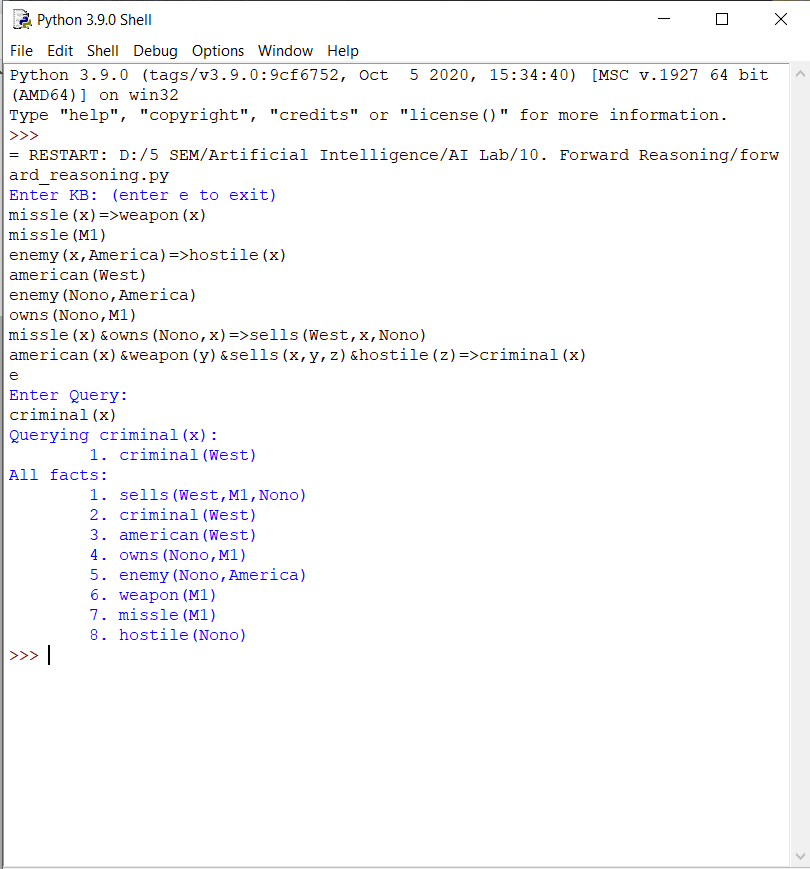 Python 3.9.0 Shell
File Edit Shell Debug Options Window Help
Python 3.9.0 (tags/v3.9.0:9cf6752, Oct  5 2020, 15:34:40) [MSC v.1927 64 bit
(AMD64)] on win32
Type "help", "copyright", "credits" or "license()" for more information.
>>>
= RESTART: D:/5 SEM/Artificial Intelligence/AI Lab/10. Forward Reasoning/forw
ard_reasoning.py
Enter KB: (enter e to exit)
missle(x)=>weapon(x)
missle(M1)
enemy(x,America)=>hostile(x)
american(West)
enemy(Nono,America)
owns(Nono,M1)
missle(x)&owns(Nono,x)=>sells(West,x,Nono)
american(x)&weapon(y)&sells(x,y,z)&hostile(z)=>criminal(x)
e
Enter Query:
criminal(x)
Querying criminal(x):
1. criminal(West)
All facts:
1. sells(West,M1,Nono)
2. criminal(West)
3. american(West)
4. owns(Nono,M1)
5. enemy(Nono,America)
6. weapon(M1)
7. missle(M1)
8. hostile(Nono)
>>>